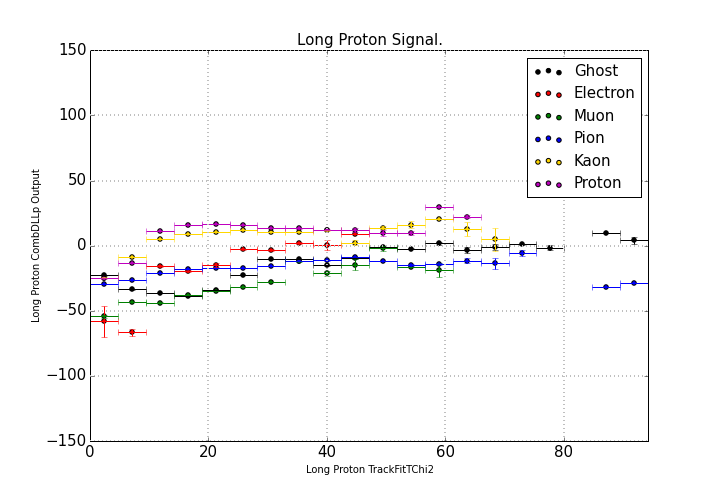 Long Proton Signal.
150
100
50
0
−50
−100
−150
Long Proton CombDLLp Output
Ghost
Electron
Muon
Pion
Kaon
Proton
0
20
40
60
80
Long Proton TrackFitTChi2